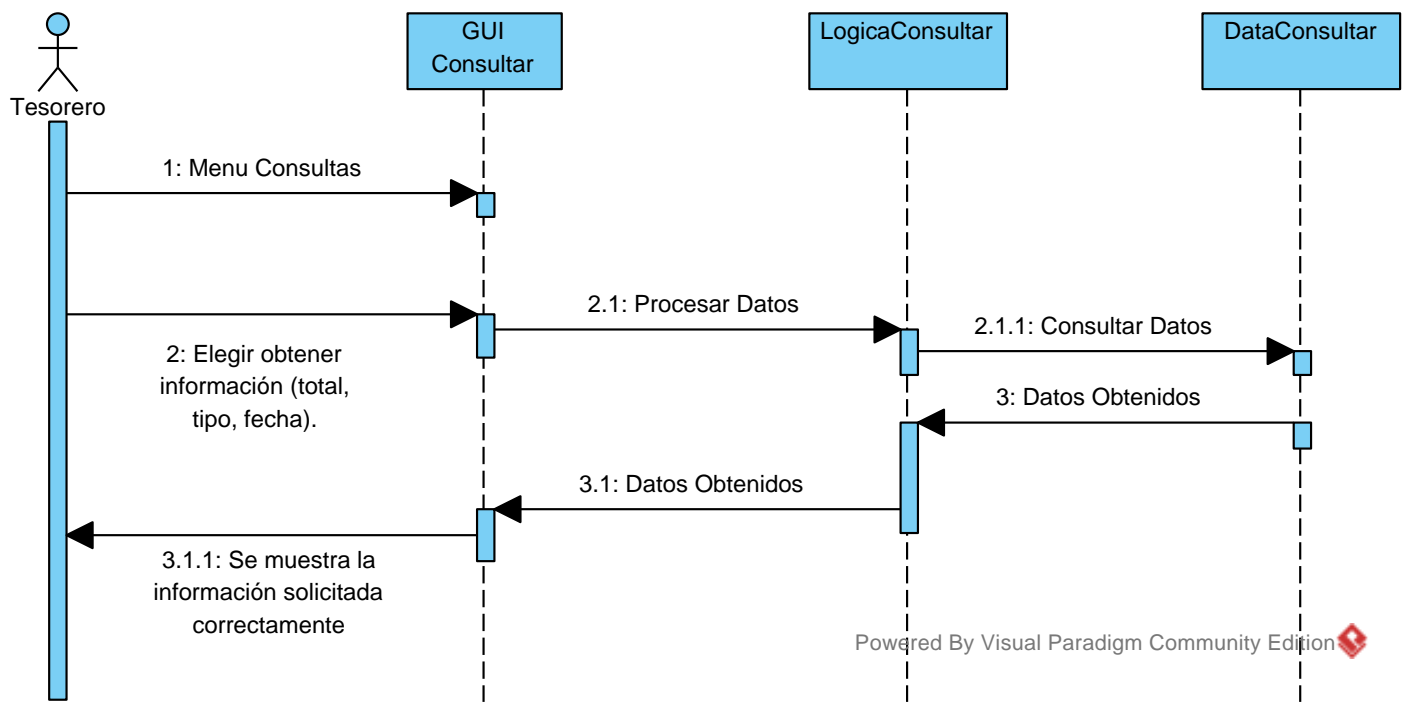 GUI
Consultar
LogicaConsultar
DataConsultar
Tesorero
1: Menu Consultas
2.1: Procesar Datos
2.1.1: Consultar Datos
2: Elegir obtener
información (total,
tipo, fecha).
3: Datos Obtenidos
3.1: Datos Obtenidos
3.1.1: Se muestra la
información solicitada
correctamente
Powered By Visual Paradigm Community Edition